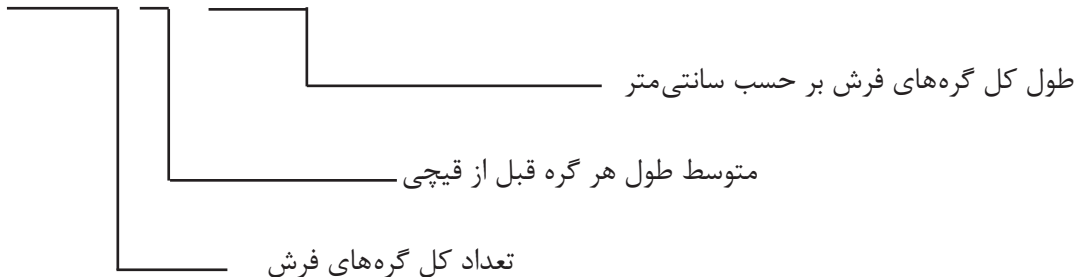 طول کل گره‌های فرش بر حسب سانتی‌متر
متوسط طول هر گره قبل از قیچی
تعداد کل گره‌های فرش